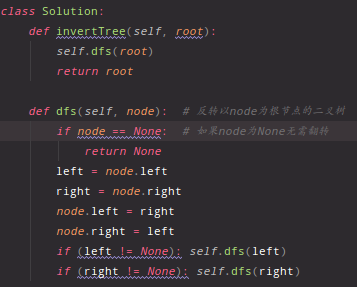 class Solution:
    def invertTree(self, root):
        self.dfs(root)
        return root
    def dfs(self, node):  # 反转以node为根节点的二叉树
        if node == None:  # 如果node为None无需翻转
            return None
        left = node.left
        right = node.right
        node.left = right
        node.right = left
        if (left != None): self.dfs(left)
        if (right != None): self.dfs(right)